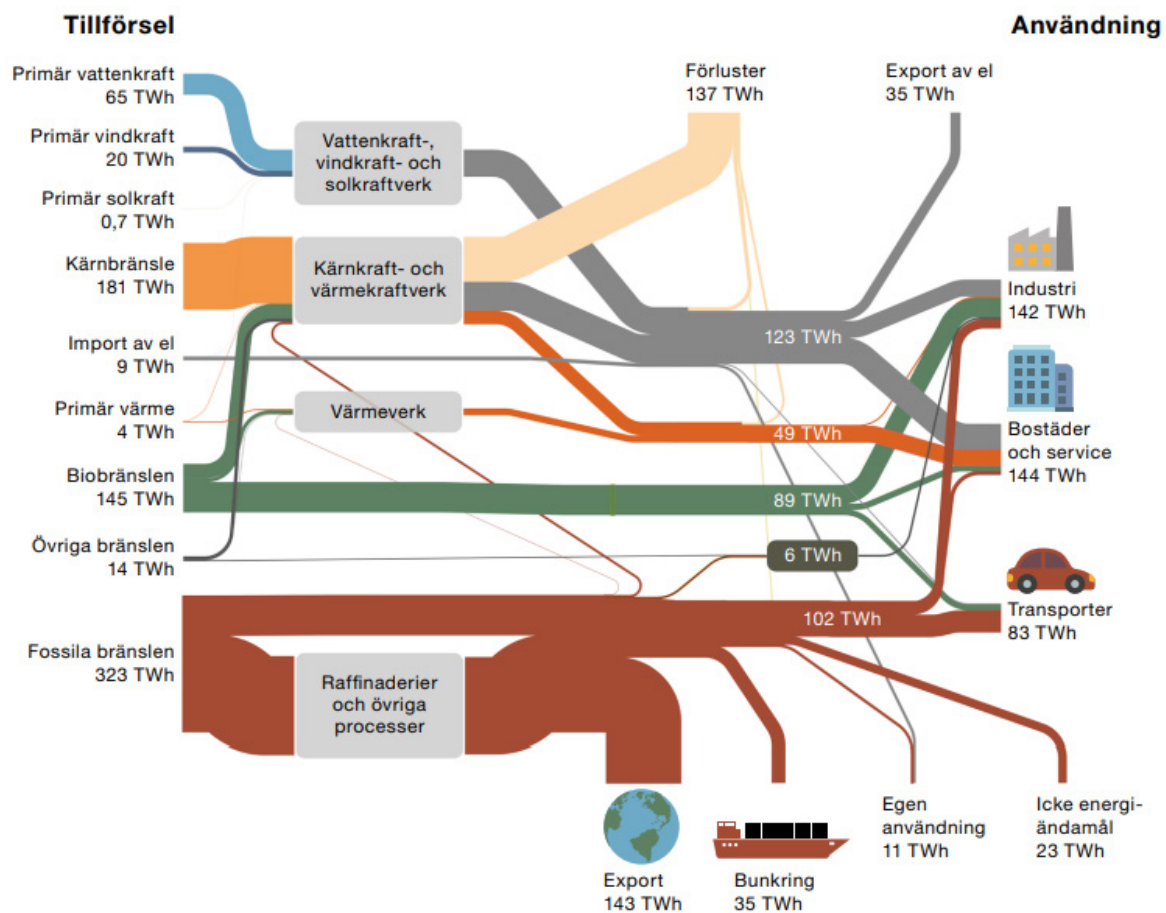 Tillförsel
Användning
Primär vattenkraft
65 TWh
Primär vindkraft
20 TWh
Primär solkraft
0,7 TWh
Kärnbränsle
181 TWh
Import av el
9 TWh
Primär värme
4 TWh
Biobränslen
145 TWh
Övriga bränslen
14 TWh
Fossila bränslen
323 TWh
Vattenkraft-,
vindkraft- och
solkraftverk
Kärnkraft- och
värmekraftverk
Värmeverk
Raffinaderier
och övriga
processer
Förluster
137 TWh
Export av el
35 TWh
123 TWh
49 TWh
89 TWh
6 TWh
102 TWh
Industri
142 TWh
Bostäder
och service
144 TWh
Transporter
83 TWh
Export
143 TWh
Bunkring
35 TWh
Egen
användning
11 TWh
Icke energi-
ändamål
23 TWh